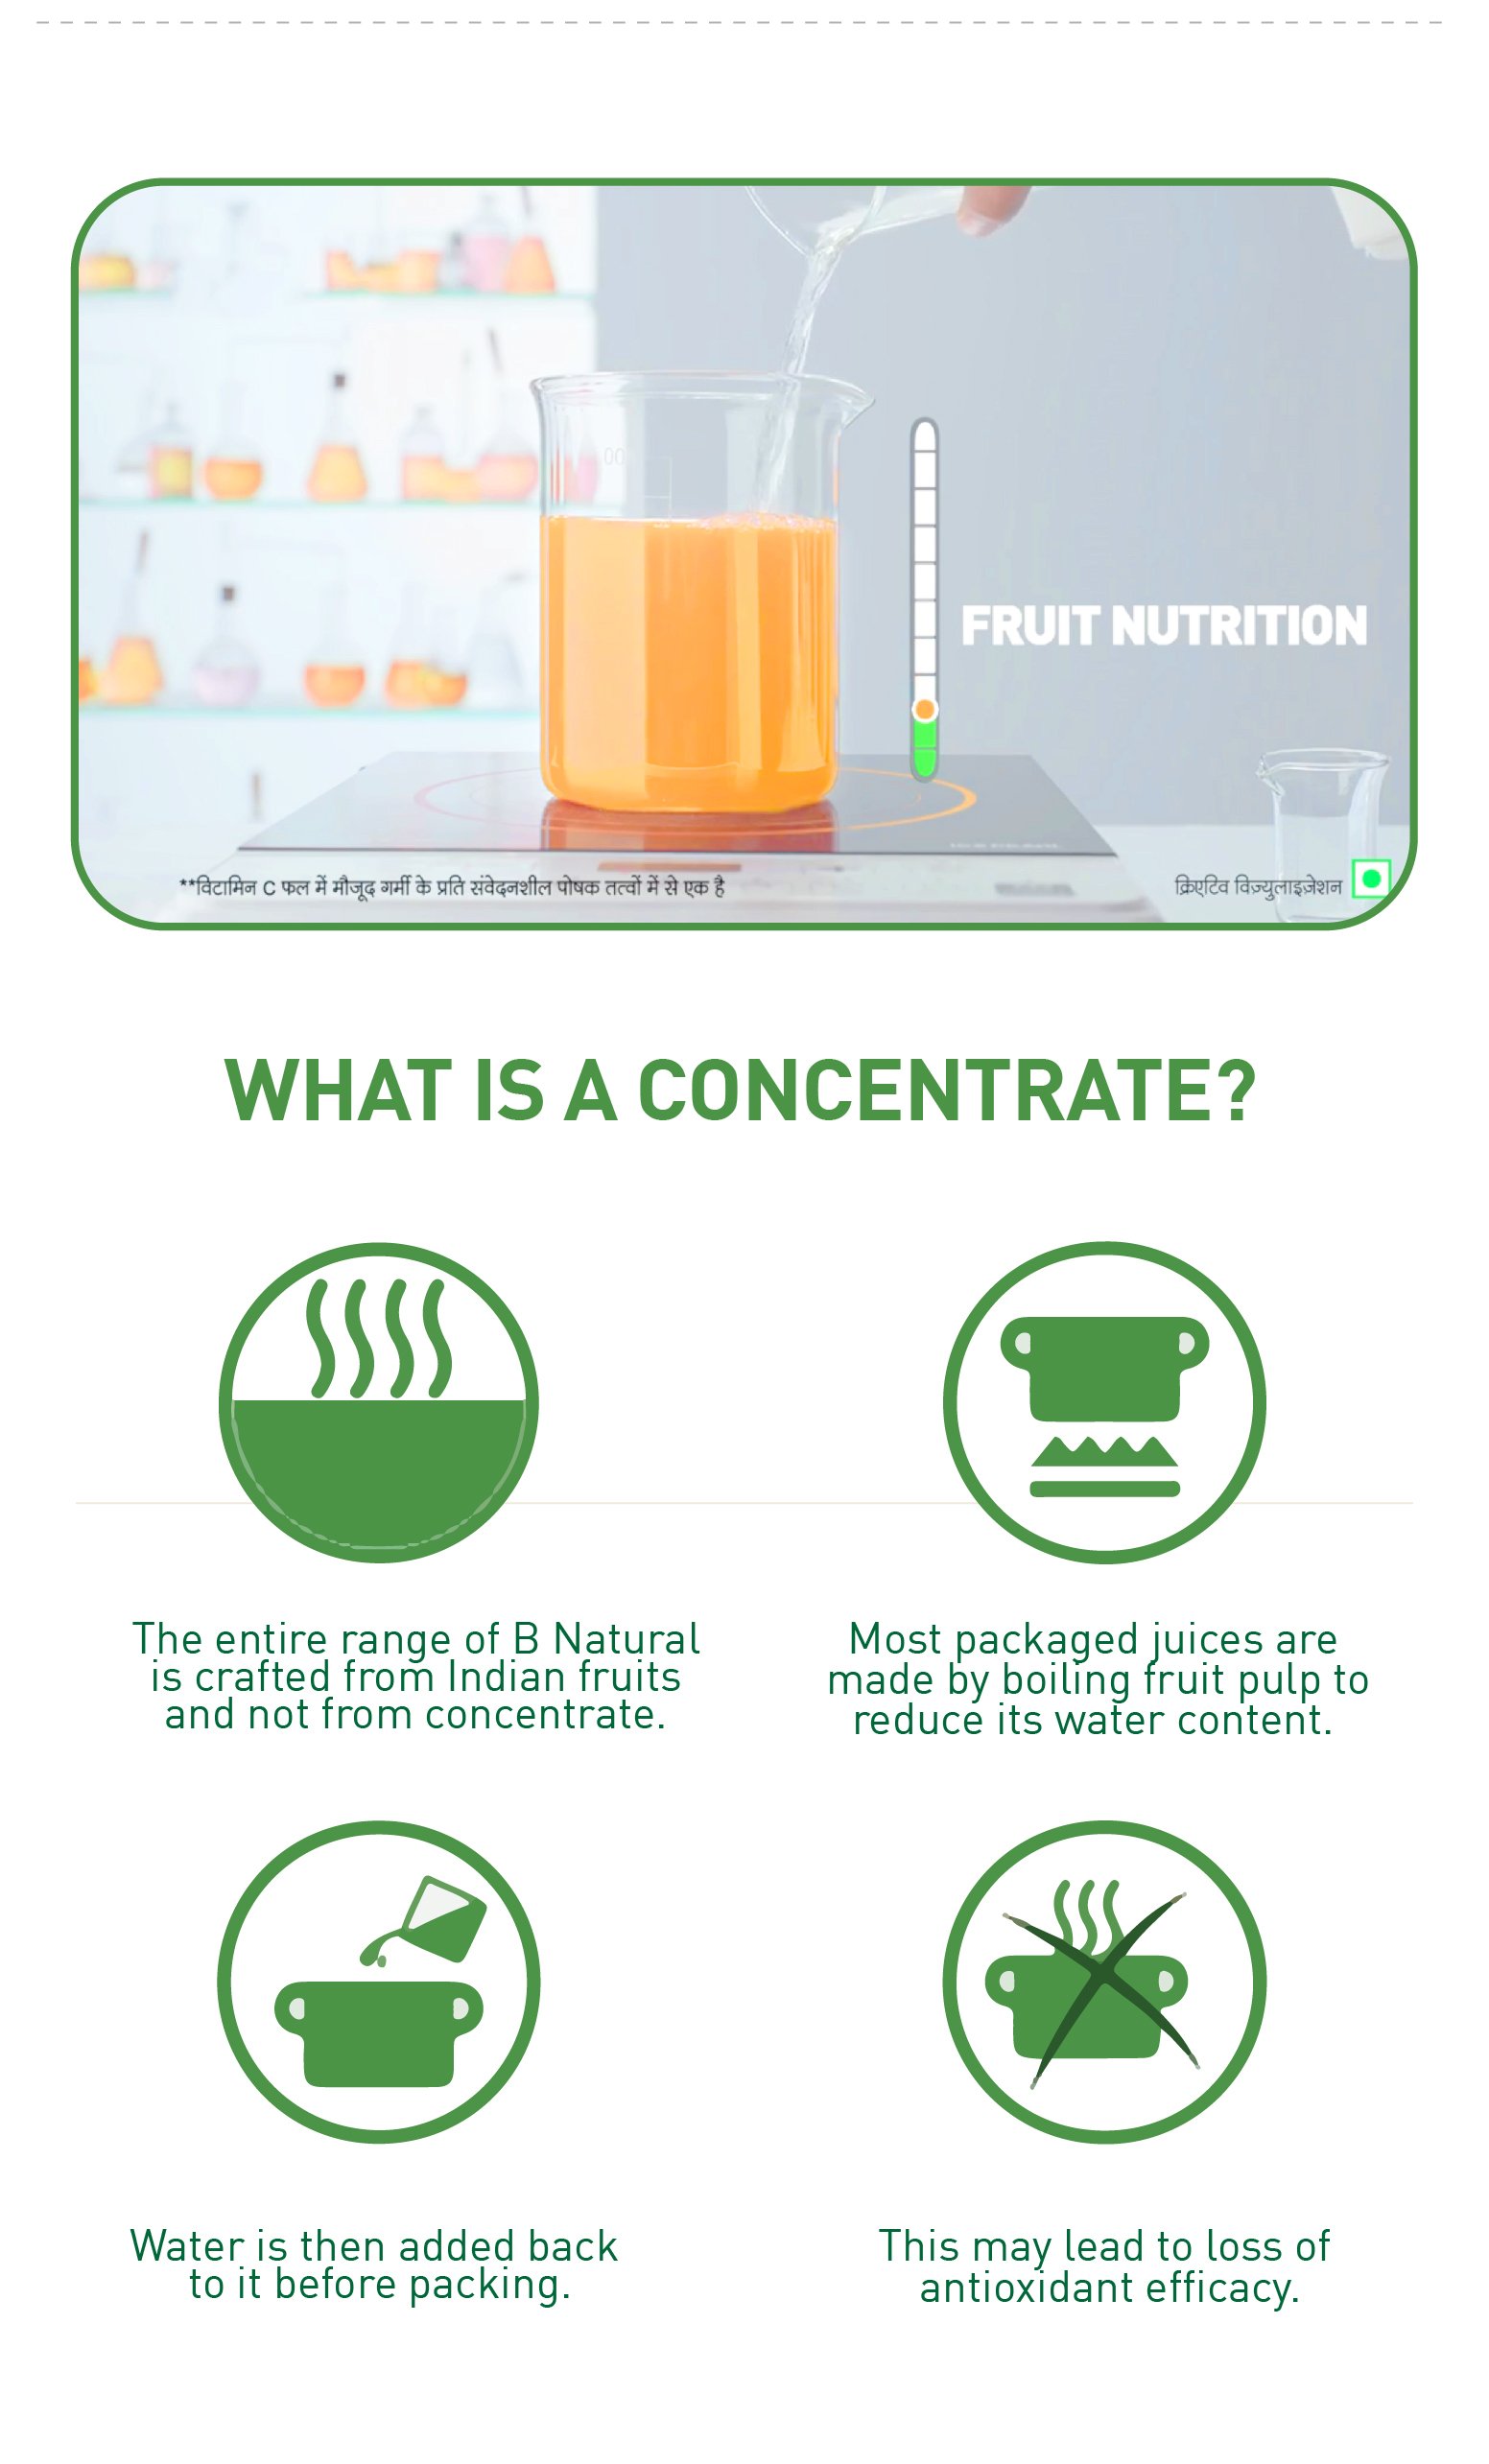 FRUIT NUTRITION
**विटामिन C फल में मौजूद गर्मी के प्रति संवेदनशील पोषक तत्वों में से एक है
क्रिएटिव विज़्युलाइज़ेशन
WHAT IS A CONCENTRATE?
The entire range of B Natural
is crafted from Indian fruits
and not from concentrate.
Most packaged juices are
made by boiling fruit pulp to
reduce its water content.
Water is then added back
to it before packing.
This may lead to loss of
antioxidant efficacy.